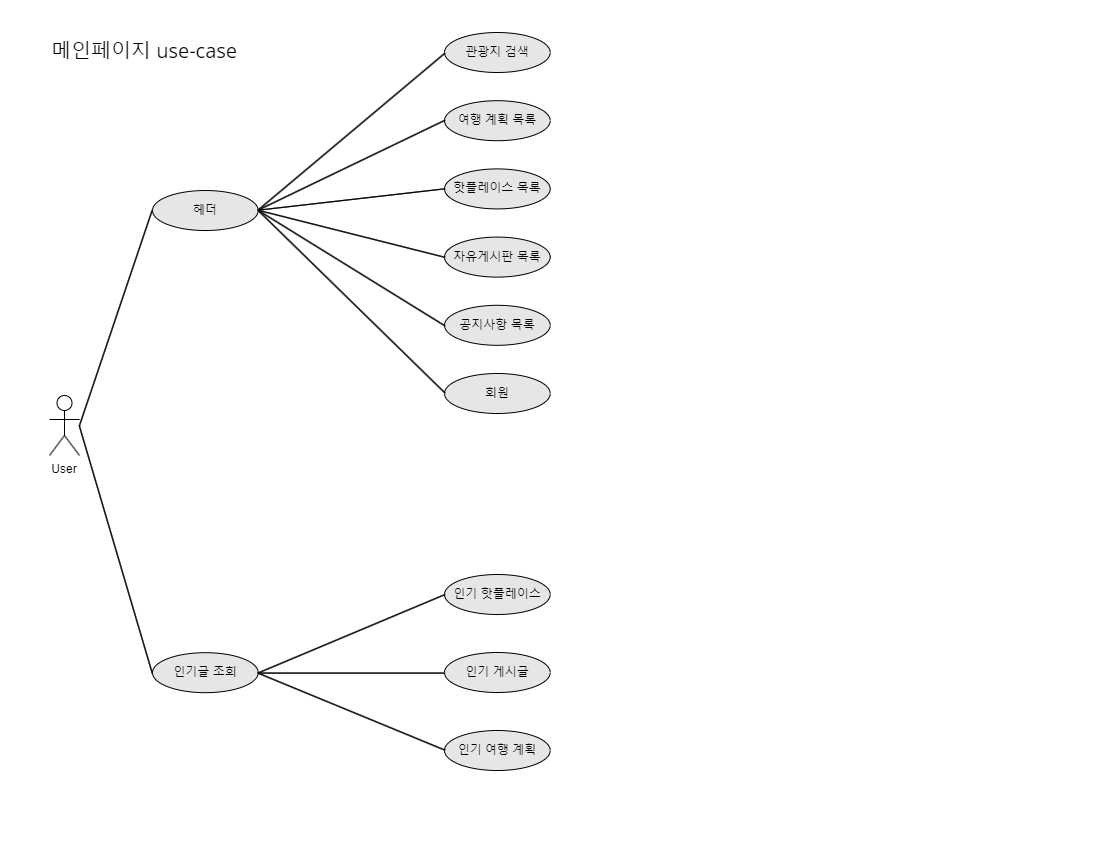 메인페이지 use-case
관광지 검색
여행 계획 목록
핫플레이스 목록
헤더
자유게시판 목록
공지사항 목록
회원
User
인기 핫플레이스
인기글 조회
인기 게시글
인기 여행 계획